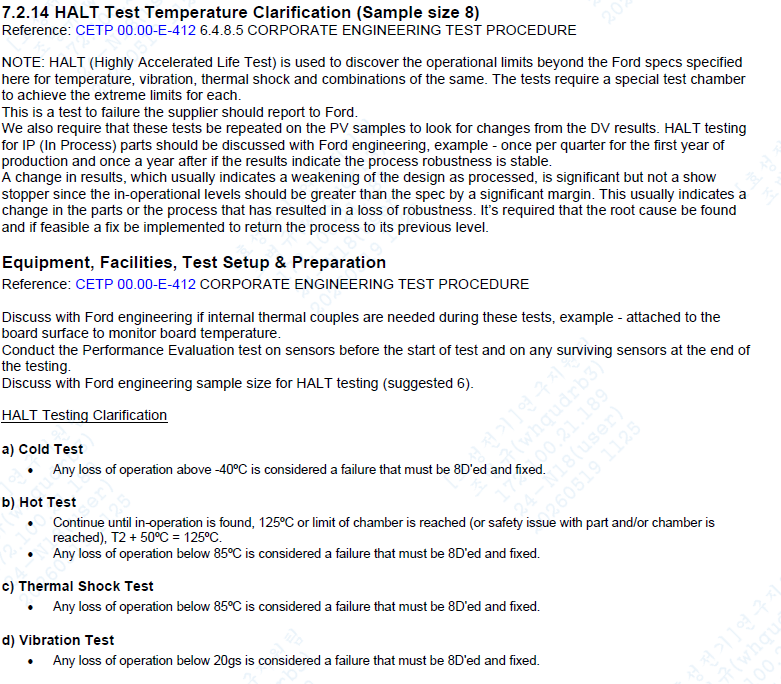 7.2.14 HALT Test Temperature Clarification (Sample size 8)
Reference: CETP 00.00-E-412 6.4.8.5 CORPORATE ENGINEERING TEST PROCEDURE
NOTE: HALT (Highly Accelerated Life Test) is used to discover the operational limits beyond the Ford specs specified
here for temperature, vibration, thermal shock and combinations of the same. The tests require a special test chamber
to achieve the extreme limits for each.
This is a test to failure the supplier should report to Ford.
We also require that these tests be repeated on the PV samples to look for changes from the DV results. HALT testing
for IP (In Process) parts should be discussed with Ford engineering, example - once per quarter for the first year of
production and once a year after if the results indicate the process robustness is stable.
A change in results, which usually indicates a weakening of the design as processed, is significant but not a show
stopper since the in-operational levels should be greater than the spec by a significant margin. This usually indicates a
change in the parts or the process that has resulted in a loss of robustness. It's required that the root cause be found
and if feasible a fix be implemented to return the process to its previous level.
Equipment, Facilities, Test Setup & Preparation
Reference: CETP 00.00-E-412 CORPORATE ENGINEERING TEST PROCEDURE
Discuss with Ford engineering if internal thermal couples are needed during these tests, example - attached to the
board surface to monitor board temperature.
Conduct the Performance Evaluation test on sensors before the start of test and on any surviving sensors at the end of
the testing.
Discuss with Ford engineering sample size for HALT testing (suggested 6).
HALT Testing Clarification
a) Cold Test
• Any loss of operation above -40ºC is considered a failure that must be 8D'ed and fixed.
b) Hot Test
• Continue until in-operation is found, 125ºC or limit of chamber is reached (or safety issue with part and/or chamber is
reached), T2 + 50ºC = 125ºC.
• Any loss of operation below 85ºC is considered a failure that must be 8D'ed and fixed.
c) Thermal Shock Test
• Any loss of operation below 85ºC is considered a failure that must be 8D'ed and fixed.
d) Vibration Test
• Any loss of operation below 20gs is considered a failure that must be 8D'ed and fixed.